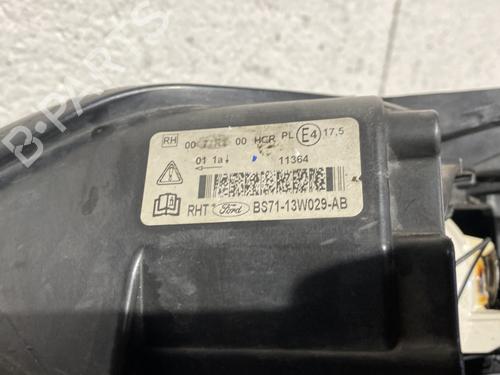 B-PARTS
RH 00 00 HCR PL E4 17,5
01 1a 11364
RHT Ford BS71-13W029-AB